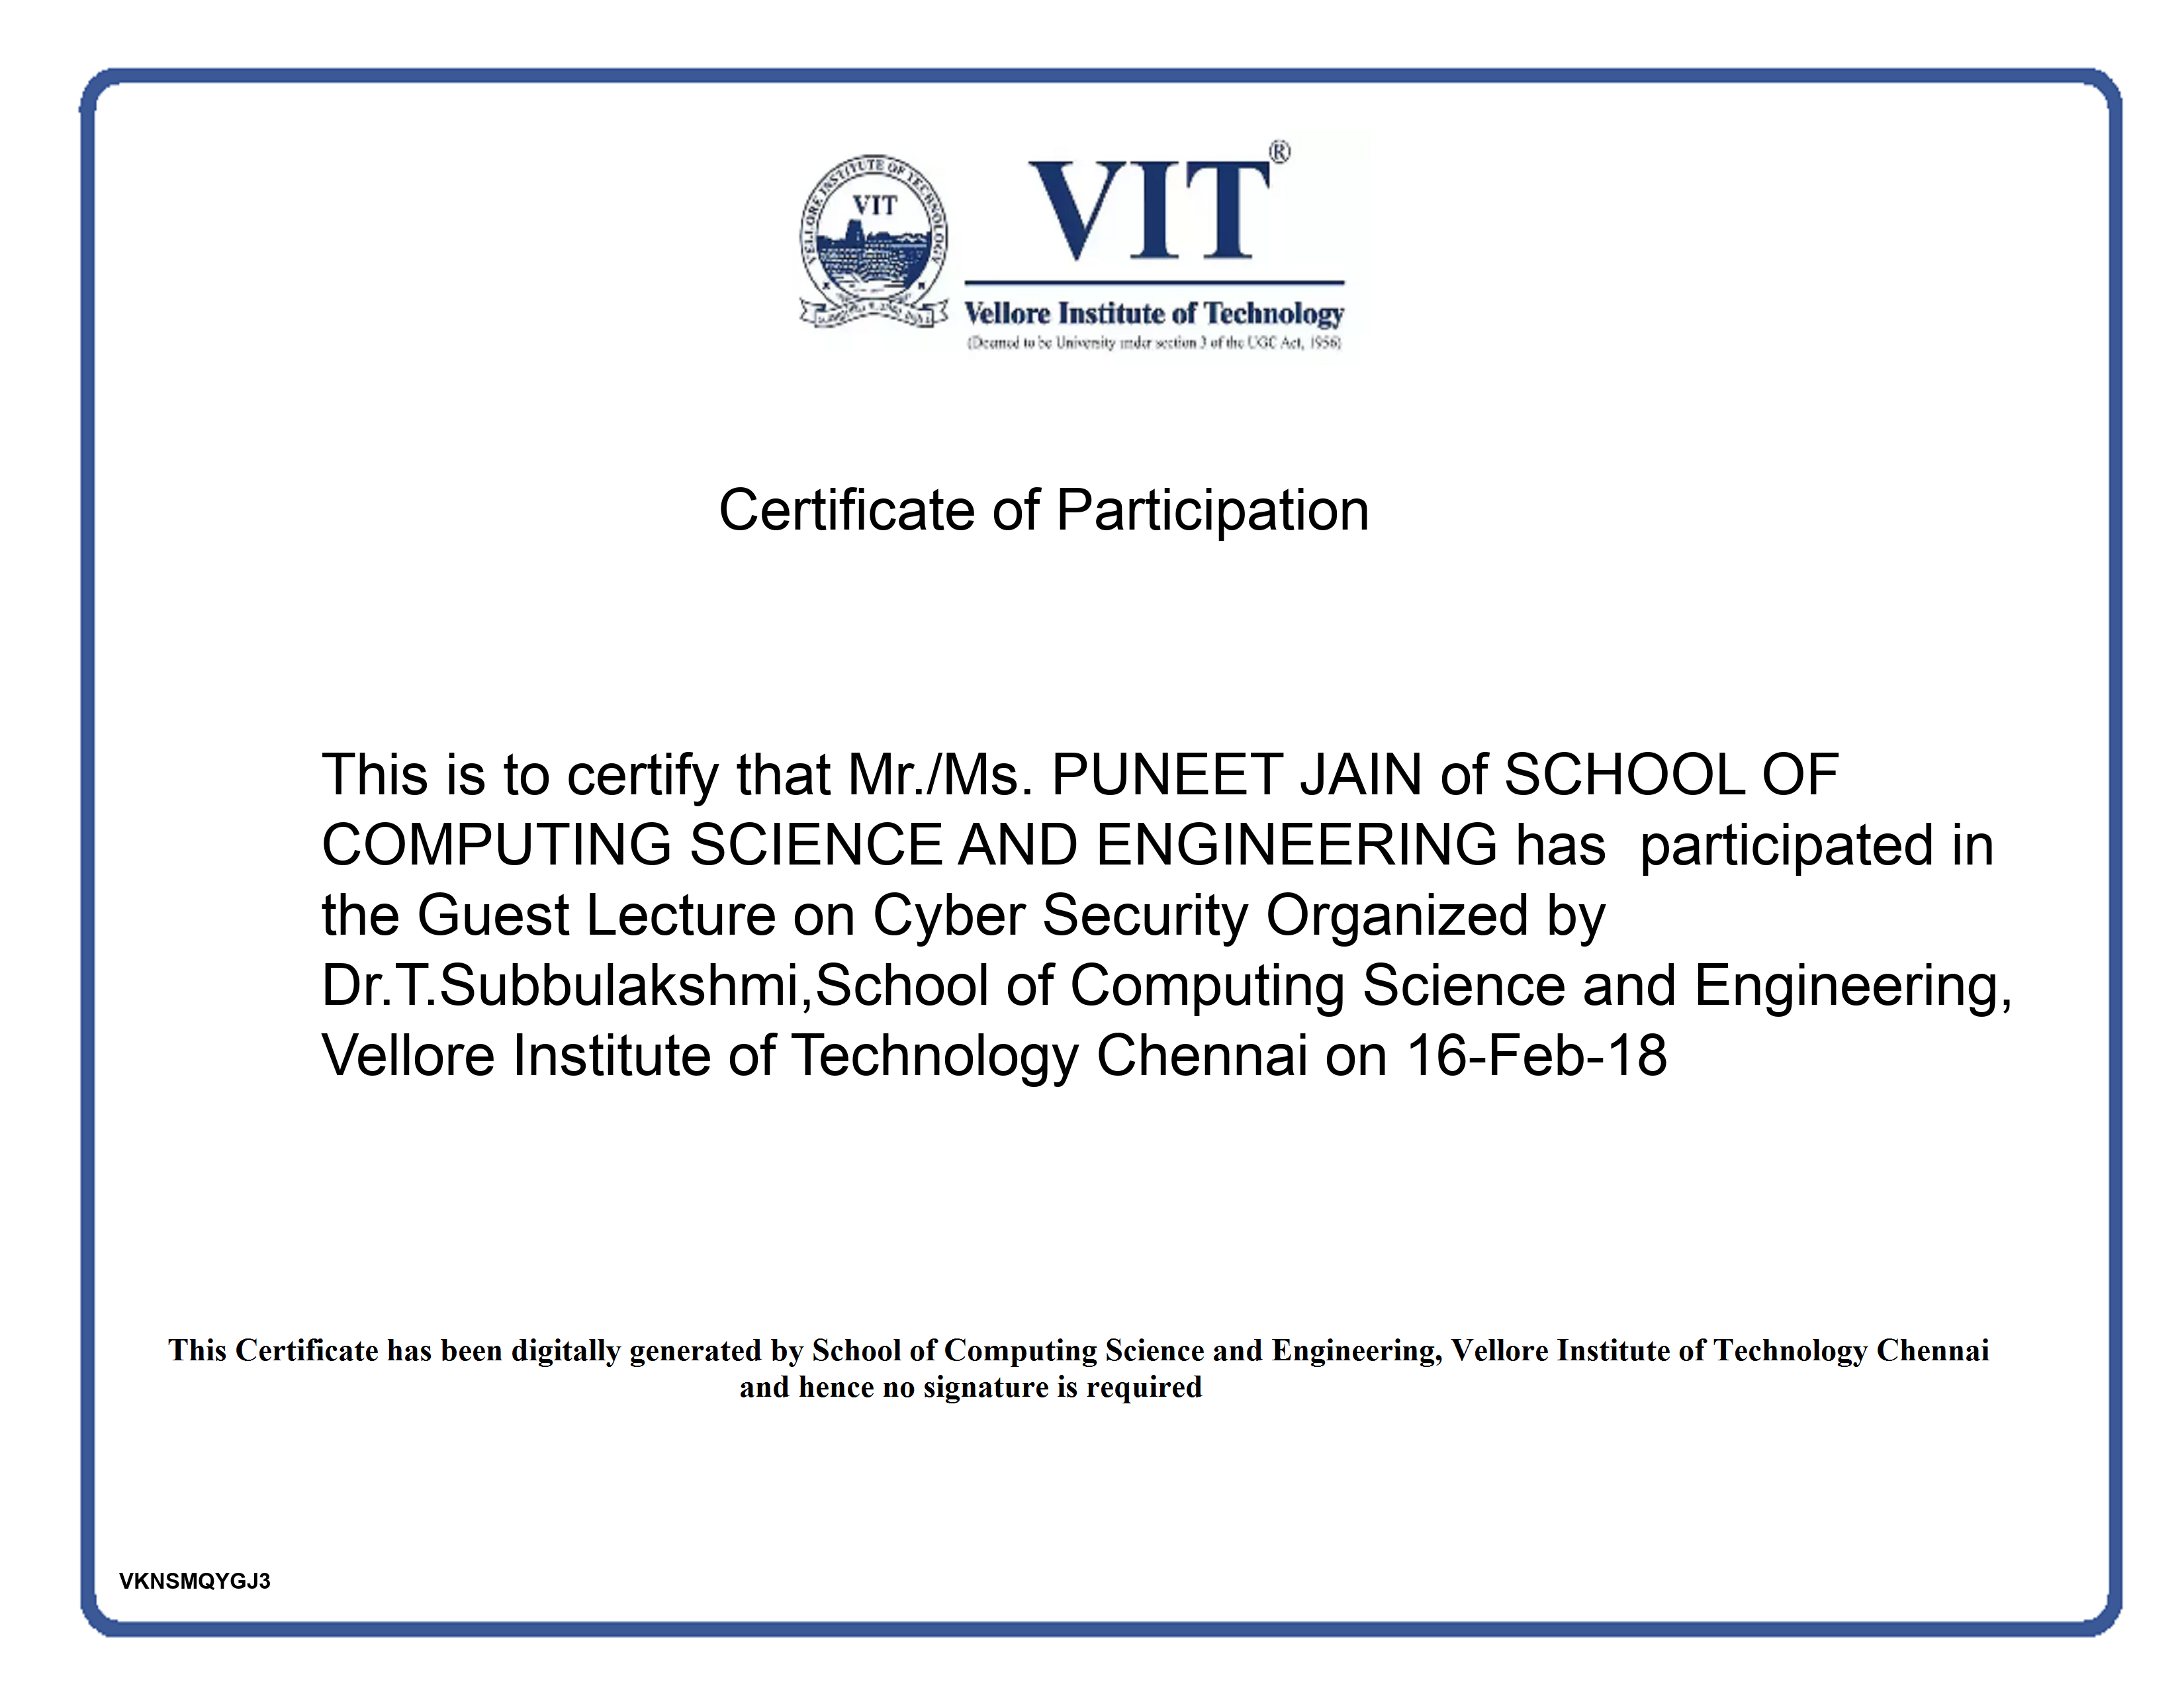 VELLORE INSTITUTE OF TECHNOLOGY
VIT
VIT®
Vellore Institute of Technology
(Deemed to be University under section 3 of the UGC Act, 1956)
Certificate of Participation
This is to certify that Mr./Ms. PUNEET JAIN of SCHOOL OF
COMPUTING SCIENCE AND ENGINEERING has  participated in
the Guest Lecture on Cyber Security Organized by
Dr.T.Subbulakshmi,School of Computing Science and Engineering,
Vellore Institute of Technology Chennai on 16-Feb-18
This Certificate has been digitally generated by School of Computing Science and Engineering, Vellore Institute of Technology Chennai
and hence no signature is required
VKNSMQYGJ3